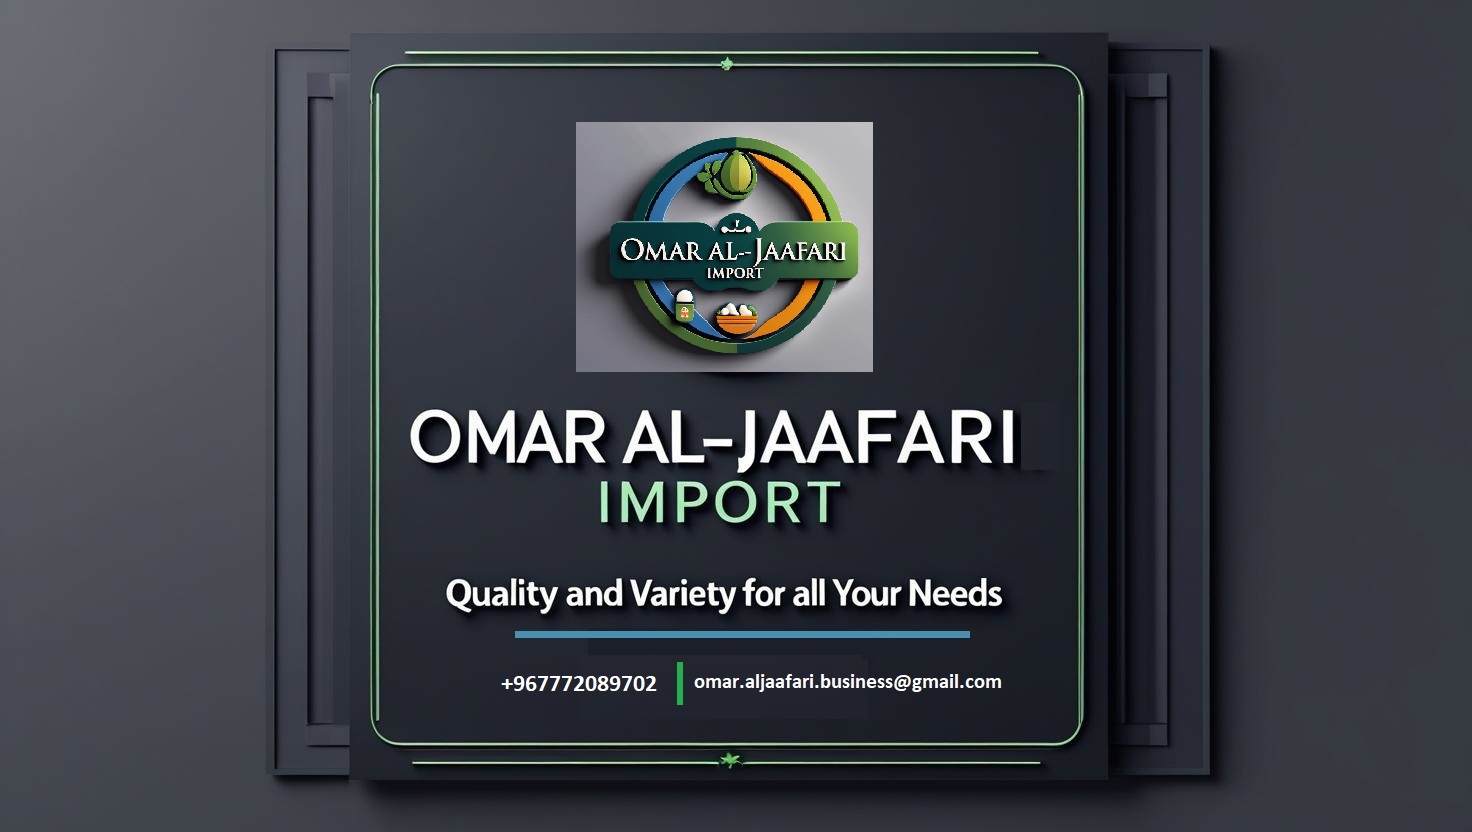 OMAR AL--JAAFARI
IMPORT
OMAR AL-JAAFARI
IMPORT
Quality and Variety for all Your Needs
+967772089702
omar.aljaafari.business@gmail.com